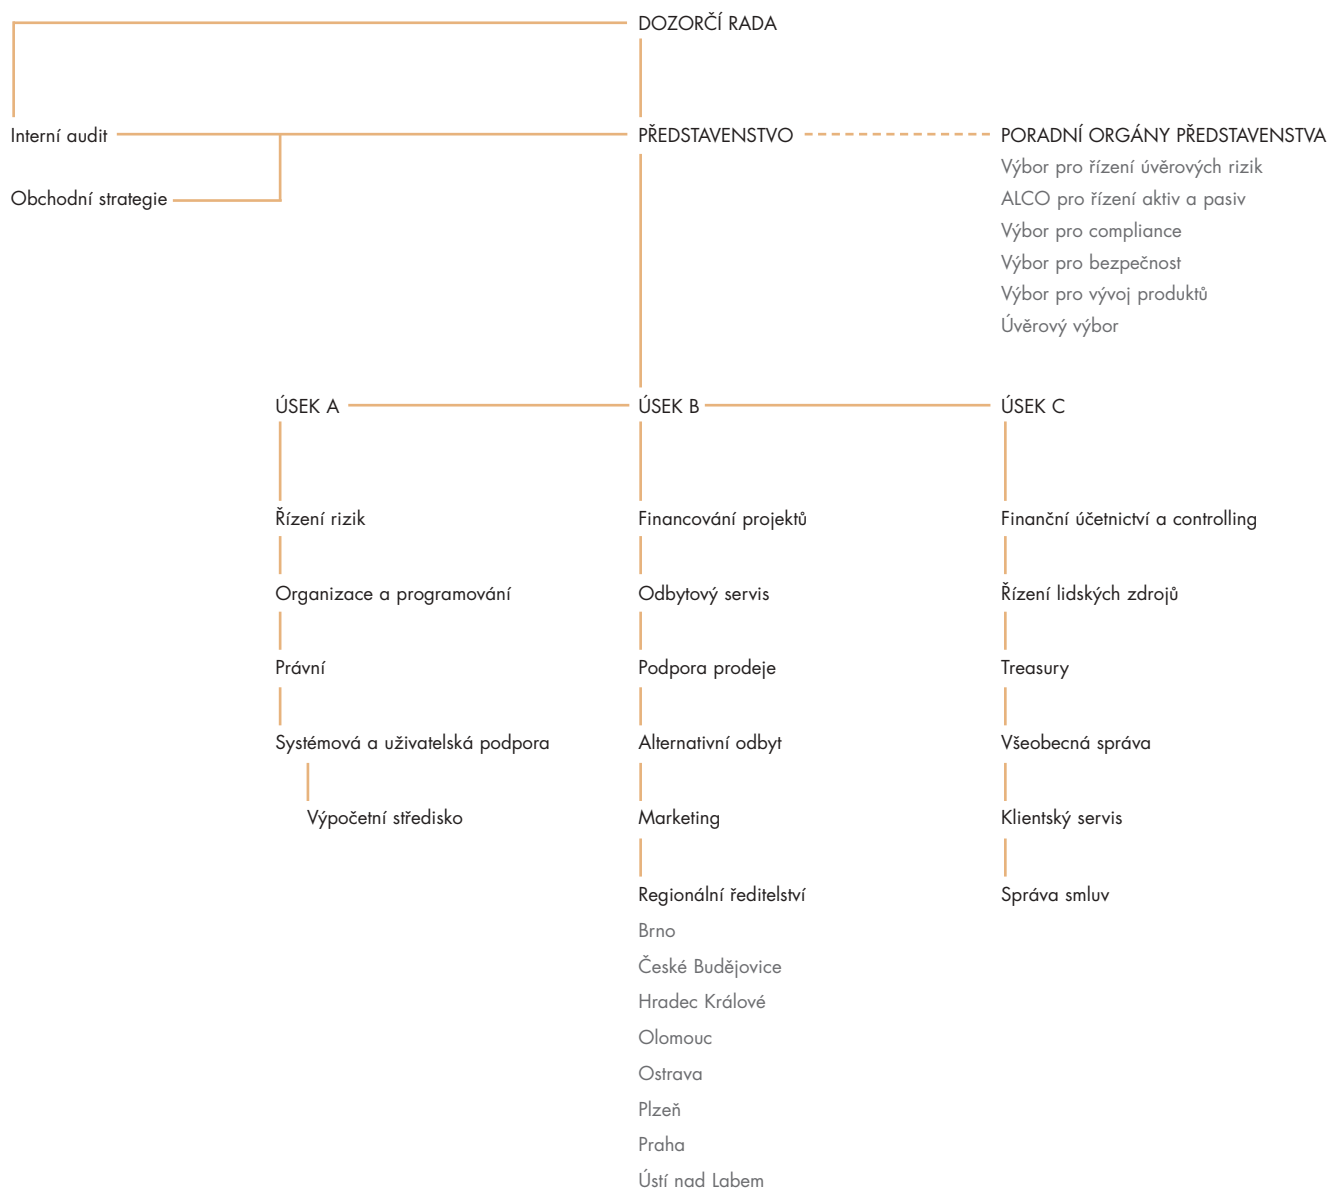 DOZORČÍ RADA
Interní audit
PŘEDSTAVENSTVO
PORADNÍ ORGÁNY PŘEDSTAVENSTVA
Výbor pro řízení úvěrových rizik
Obchodní strategie
ALCO pro řízení aktiv a pasiv
Výbor pro compliance
Výbor pro bezpečnost
Výbor pro vývoj produktů
Úvěrový výbor
ÚSEK A
ÚSEK B
ÚSEK C
Řízení rizik
Financování projektů
Finanční účetnictví a controlling
Organizace a programování
Odbytový servis
Řízení lidských zdrojů
Právní
Podpora prodeje
Treasury
Systémová a uživatelská podpora
Alternativní odbyt
Všeobecná správa
Výpočetní středisko
Marketing
Klientský servis
Regionální ředitelství
Správa smluv
Brno
České Budějovice
Hradec Králové
Olomouc
Ostrava
Plzeň
Praha
Ústí nad Labem